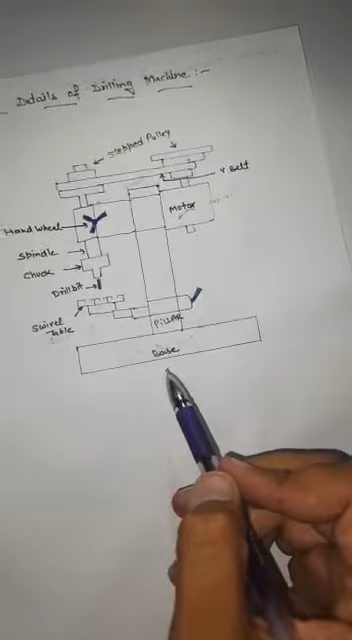 Details of Drilling Machine:-
Stepped Pulley
V Belt
Motor
Hand Wheel
Spindle
Chuck
Drill bit
Swivel
Table
PILLAR
Base